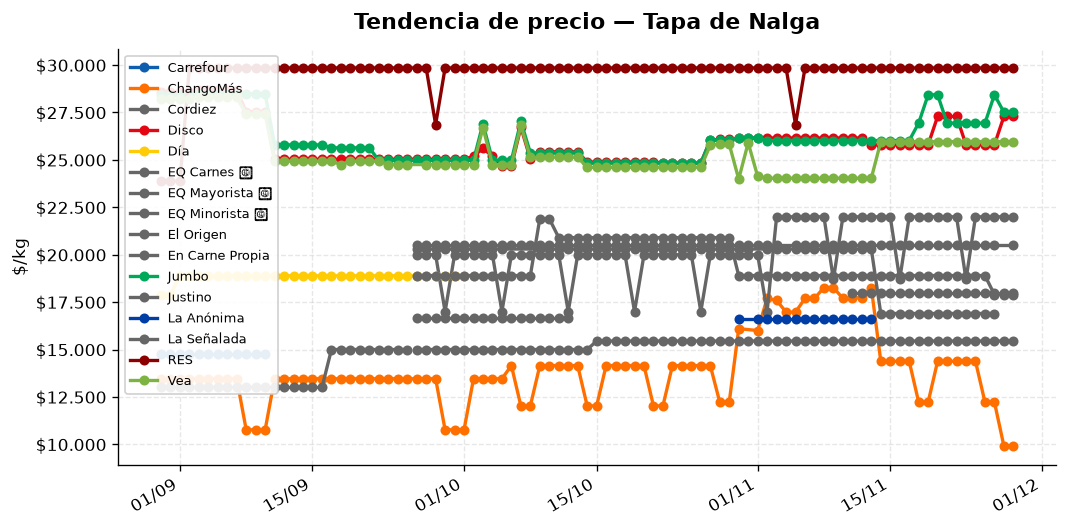 Tendencia de precio — Tapa de Nalga
$/kg
$30.000
$27.500
$25.000
$22.500
$20.000
$17.500
$15.000
$12.500
$10.000
Carrefour
ChangoMás
Cordiez
Disco
Día
EQ Carnes
EQ Mayorista
EQ Minorista
El Origen
En Carne Propia
Jumbo
Justino
La Anónima
La Señalada
RES
Vea
01/09
15/09
01/10
15/10
01/11
15/11
01/12